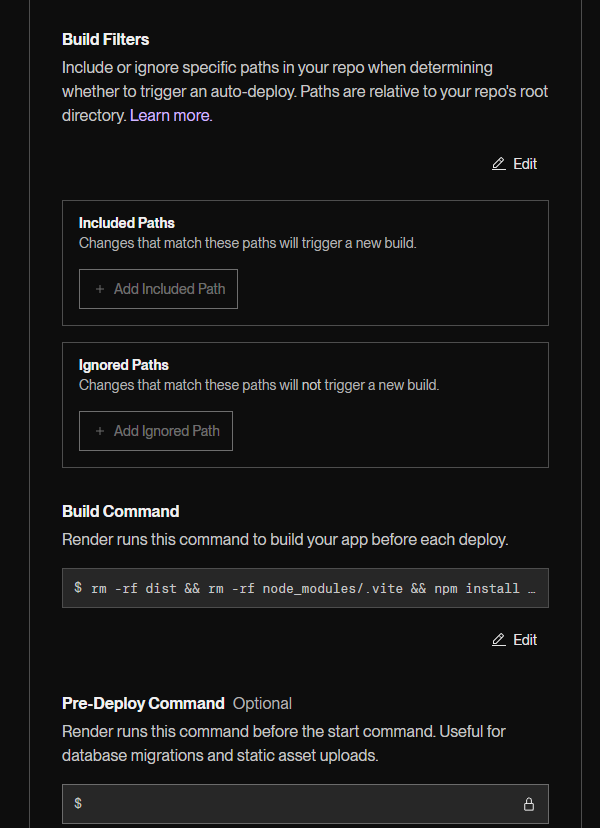 Build Filters
Include or ignore specific paths in your repo when determining
whether to trigger an auto-deploy. Paths are relative to your repo's root
directory. Learn more.
Edit
Included Paths
Changes that match these paths will trigger a new build.
+ Add Included Path
Ignored Paths
Changes that match these paths will not trigger a new build.
+ Add Ignored Path
Build Command
Render runs this command to build your app before each deploy.
$ rm -rf dist && rm -rf node_modules/.vite && npm install …
Edit
Pre-Deploy Command Optional
Render runs this command before the start command. Useful for
database migrations and static asset uploads.
$